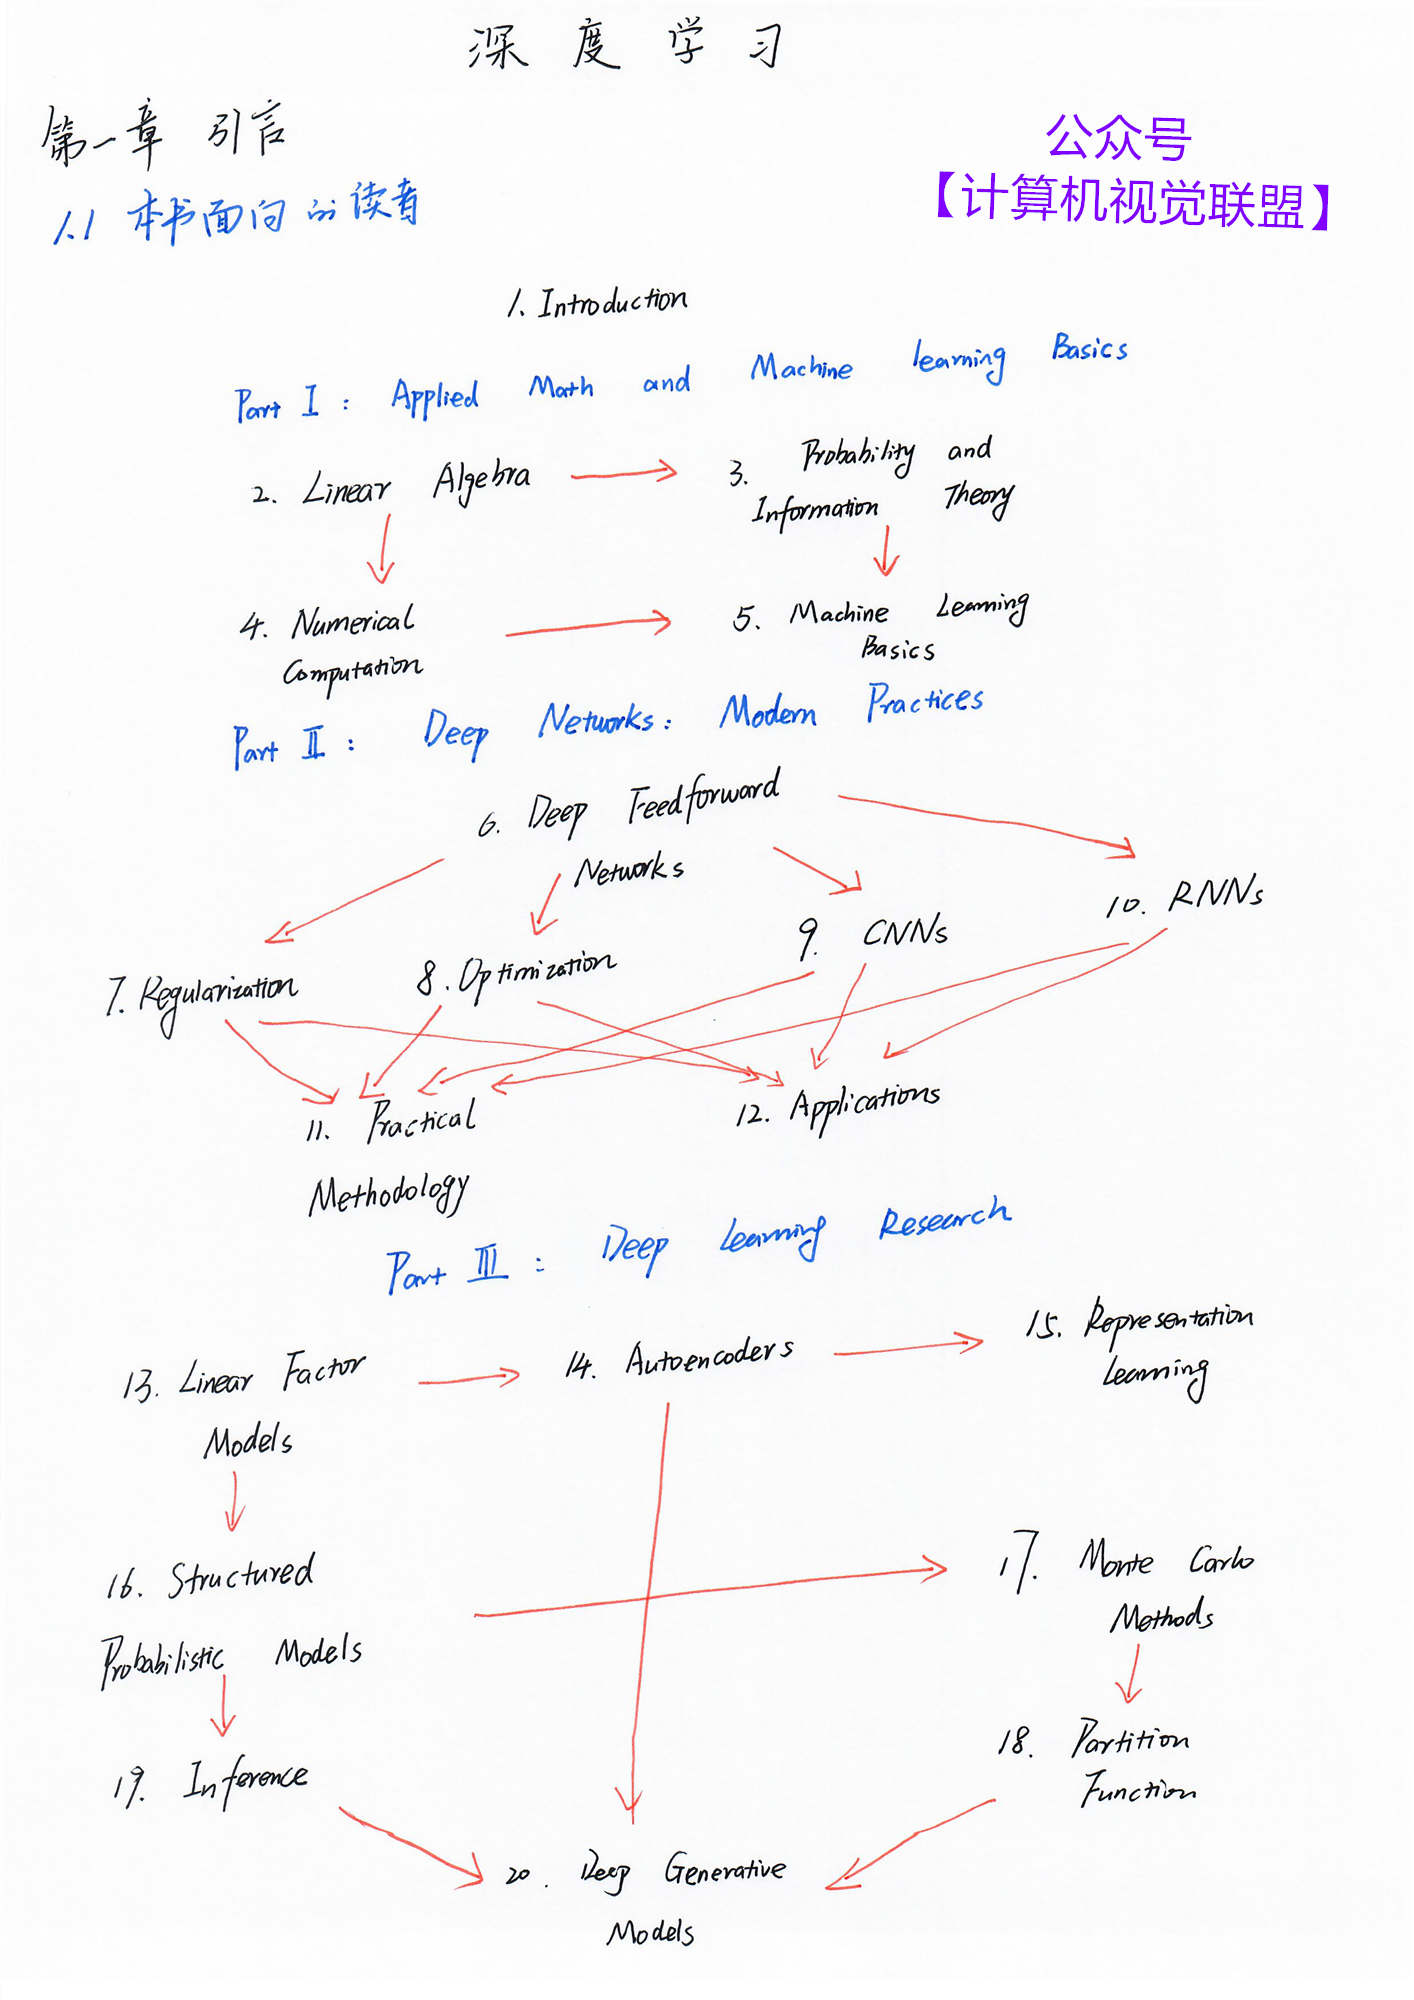 深度学习
第一章 引言
公众号
【计算机视觉联盟】
1.1 本书面向的读者
1. Introduction
Part I: Applied Math and Machine Learning Basics
2. Linear Algebra
3. Probability and
Information Theory
4. Numerical
Computation
5. Machine Learning
Basics
Part II: Deep Networks: Modern Practices
6. Deep Feedforward
Networks
7. Regularization
8. Optimization
9. CNNs
10. RNNs
11. Practical
Methodology
12. Applications
Part III: Deep Learning Research
13. Linear Factor
Models
14. Autoencoders
15. Representation
Learning
16. Structured
Probabilistic Models
17. Monte Carlo
Methods
19. Inference
18. Partition
Function
20. Deep Generative
Models